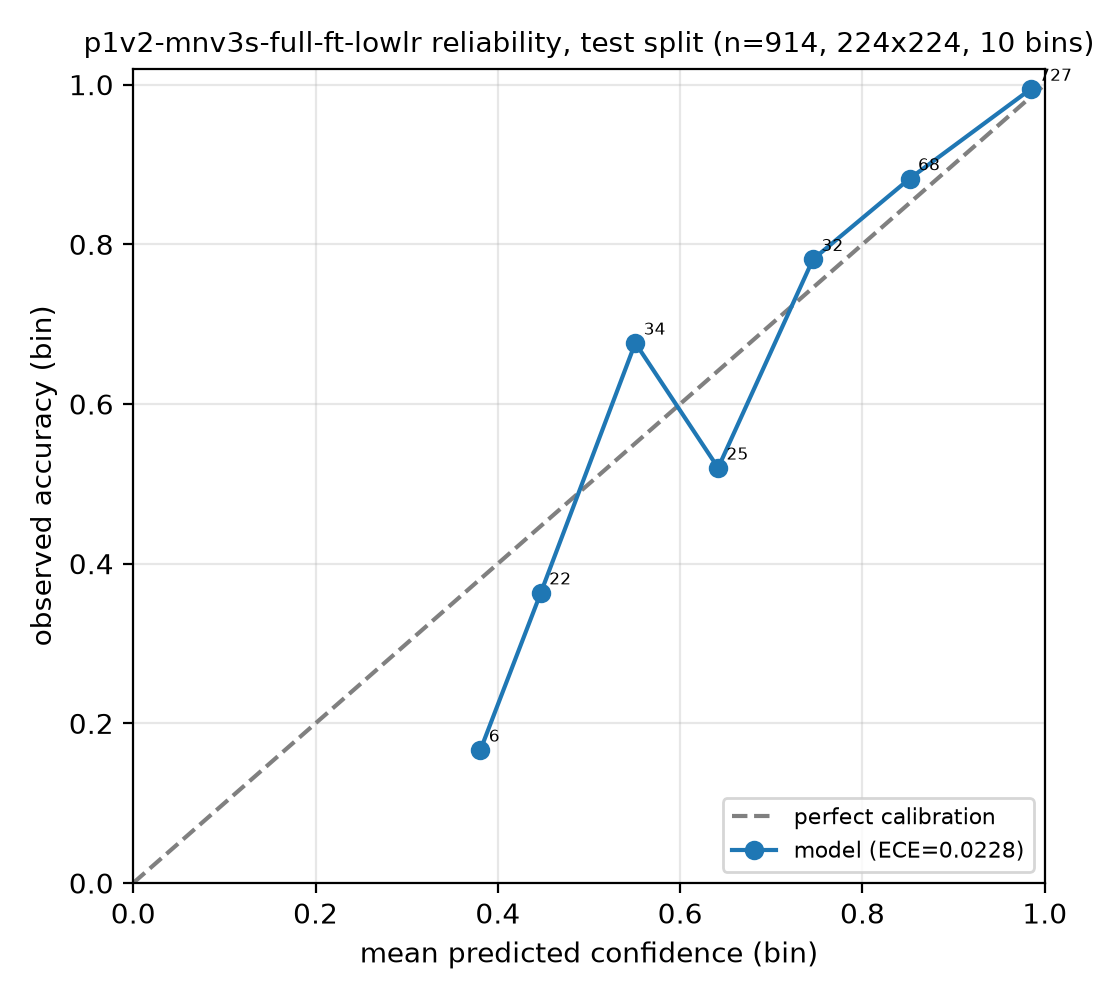 p1v2-mnv3s-full-ft-lowlr reliability, test split (n=914, 224x224, 10 bins)
1.0
0.8
0.6
0.4
0.2
0.0
observed accuracy (bin)
727
68
32
34
25
22
6
perfect calibration
model (ECE=0.0228)
0.0 0.2 0.4 0.6 0.8 1.0
mean predicted confidence (bin)